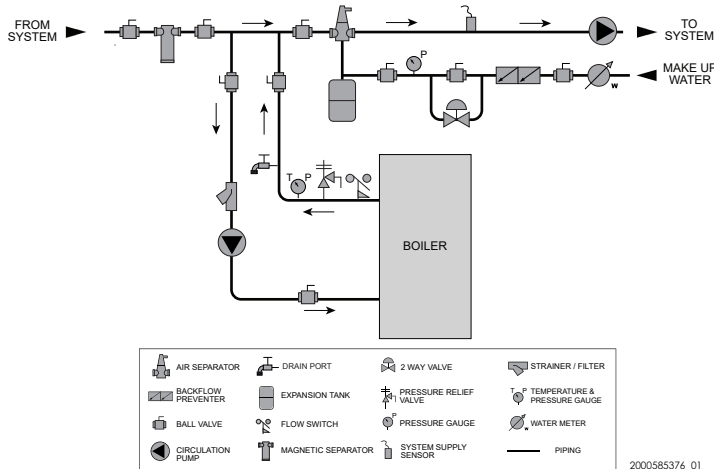 FROM
SYSTEM
TO
SYSTEM
P
MAKE UP
WATER
W
T P
BOILER
AIR SEPARATOR
DRAIN PORT
2 WAY VALVE
STRAINER / FILTER
BACKFLOW
PREVENTER
EXPANSION TANK
PRESSURE RELIEF
VALVE
T P
TEMPERATURE &
PRESSURE GAUGE
BALL VALVE
FLOW SWITCH
P
PRESSURE GAUGE
W
WATER METER
CIRCULATION
PUMP
MAGNETIC SEPARATOR
SYSTEM SUPPLY
SENSOR
PIPING
2000585376_01